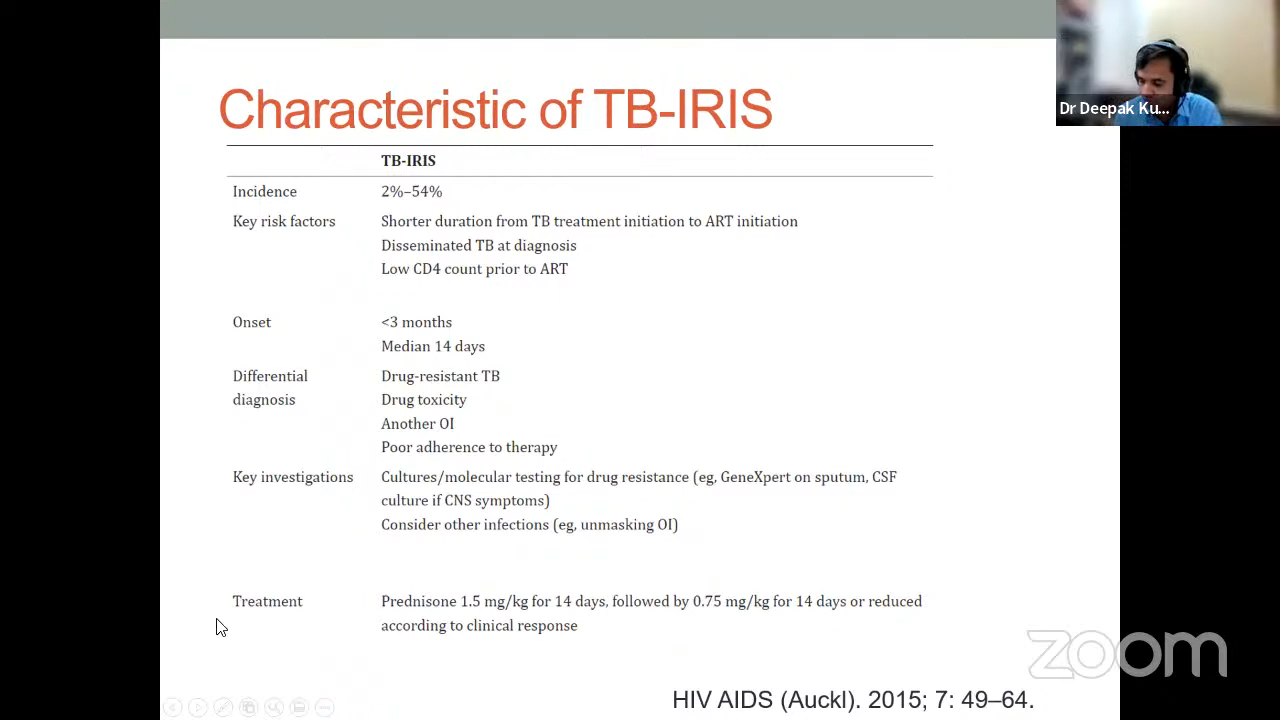 Characteristic of TB-IRIS
Dr Deepak Ku...
TB-IRIS
Incidence 2%–54%
Key risk factors Shorter duration from TB treatment initiation to ART initiation
Disseminated TB at diagnosis
Low CD4 count prior to ART
Onset <3 months
Median 14 days
Differential Drug-resistant TB
diagnosis Drug toxicity
Another OI
Poor adherence to therapy
Key investigations Cultures/molecular testing for drug resistance (eg, GeneXpert on sputum, CSF
culture if CNS symptoms)
Consider other infections (eg, unmasking OI)
Treatment Prednisone 1.5 mg/kg for 14 days, followed by 0.75 mg/kg for 14 days or reduced
according to clinical response
zoom
HIV AIDS (Auckl). 2015; 7: 49–64.